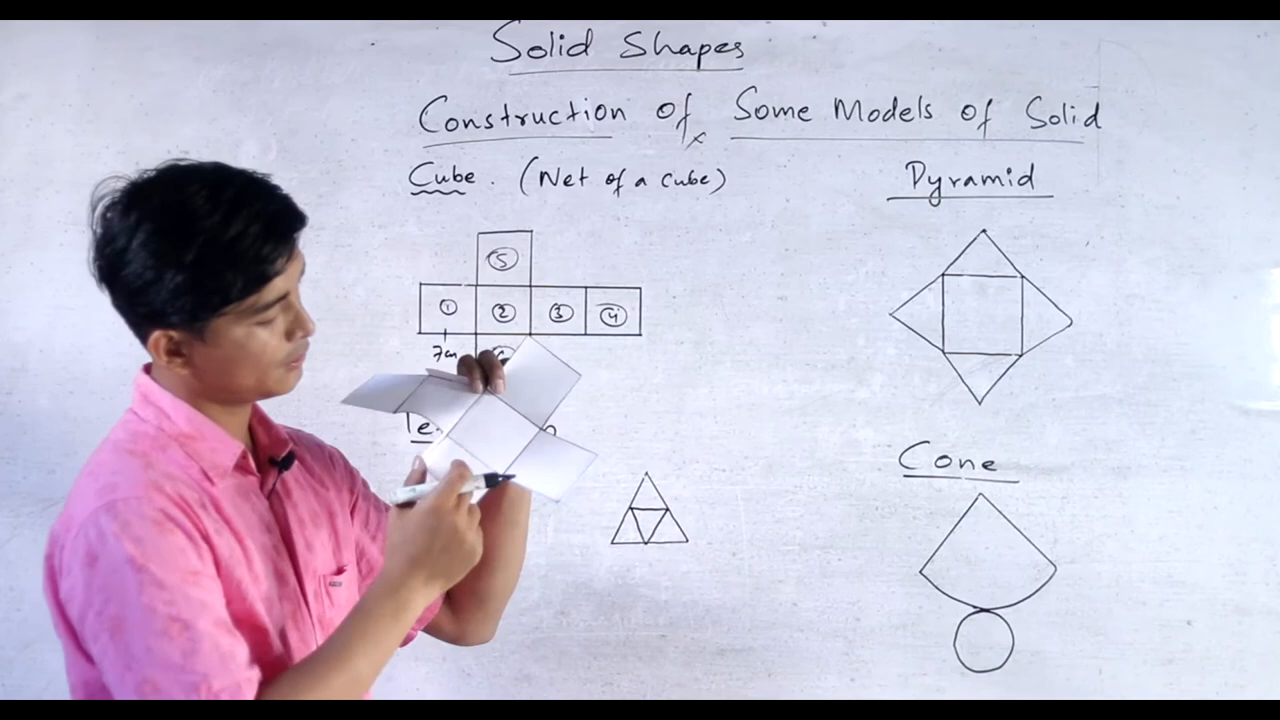 Solid Shapes
Construction of Some Models of Solid
Cube. (Net of a cube)
Pyramid
5
1 2 3 4
7cm
Cone